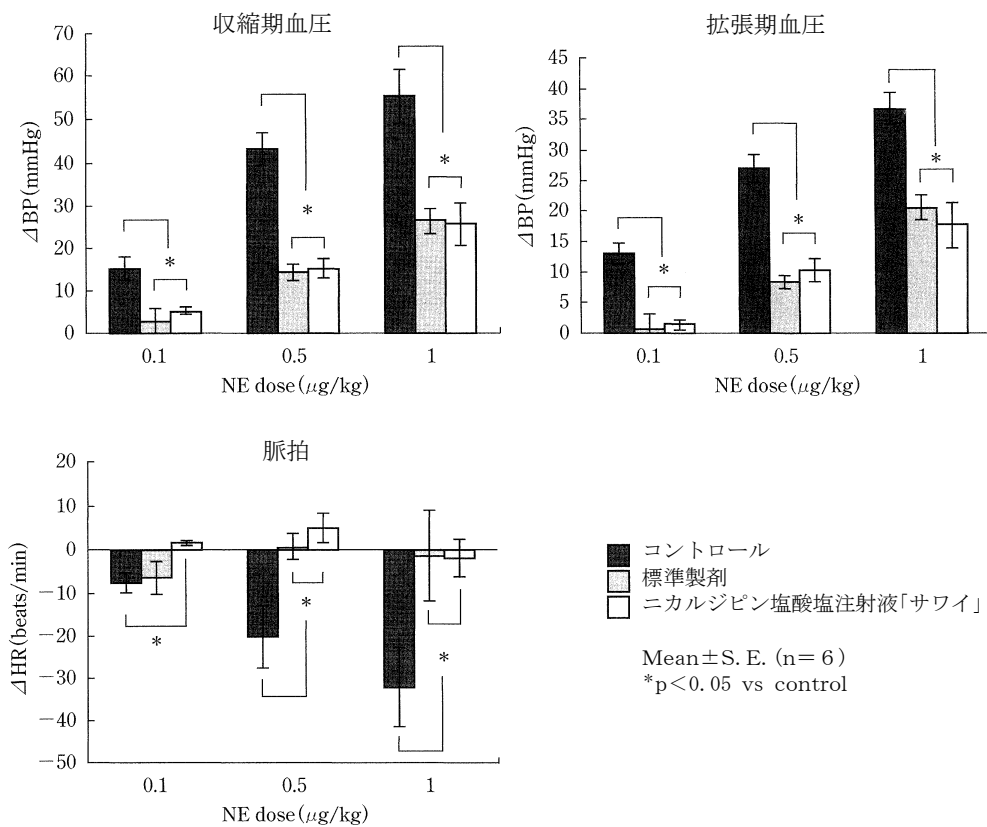 収縮期血圧
70
60
50
40
30
20
10
0
ΔBP(mmHg)
*
*
*
0.1 0.5 1
NE dose(μg/kg)
拡張期血圧
45
40
35
30
25
20
15
10
5
0
ΔBP(mmHg)
*
*
*
0.1 0.5 1
NE dose(μg/kg)
脈拍
20
10
0
−10
−20
−30
−40
−50
ΔHR(beats/min)
*
*
*
0.1 0.5 1
NE dose(μg/kg)
コントロール
標準製剤
ニカルジピン塩酸塩注射液「サワイ」
Mean±S.E.(n=6)
*p<0.05 vs control